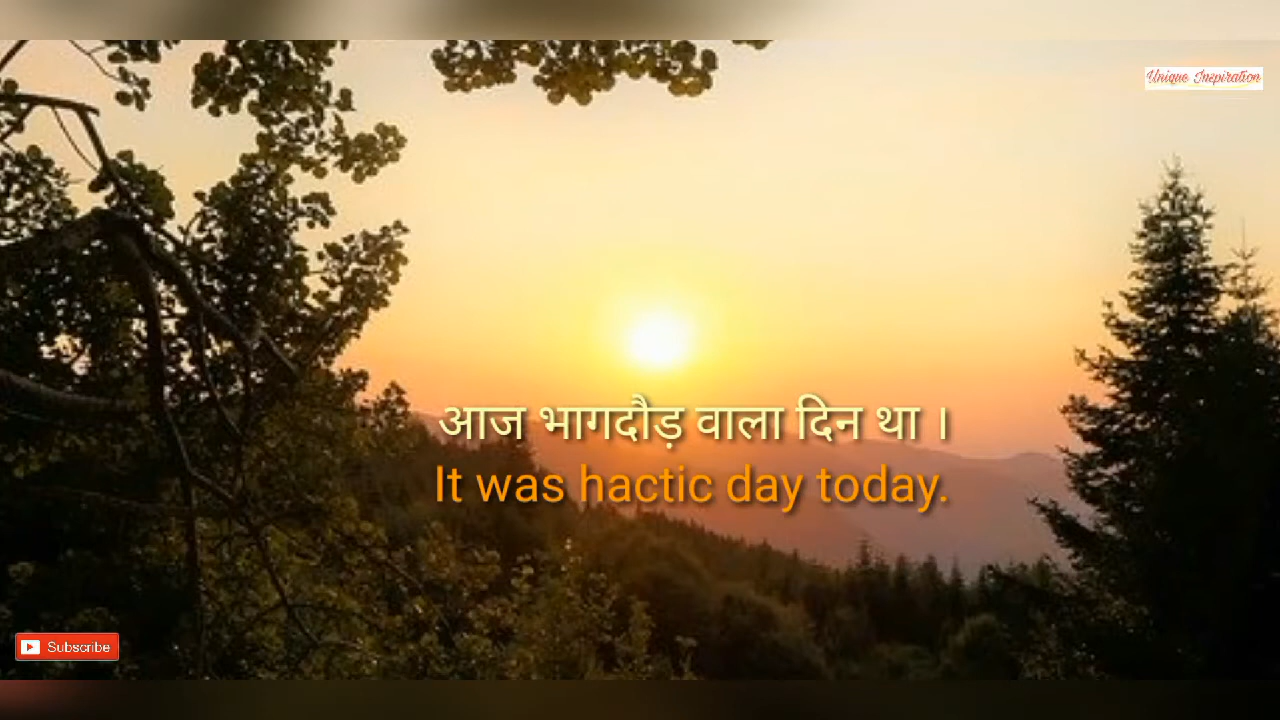 Unique Inspiration
आज भागदौड़ वाला दिन था ।
It was hactic day today.
Subscribe